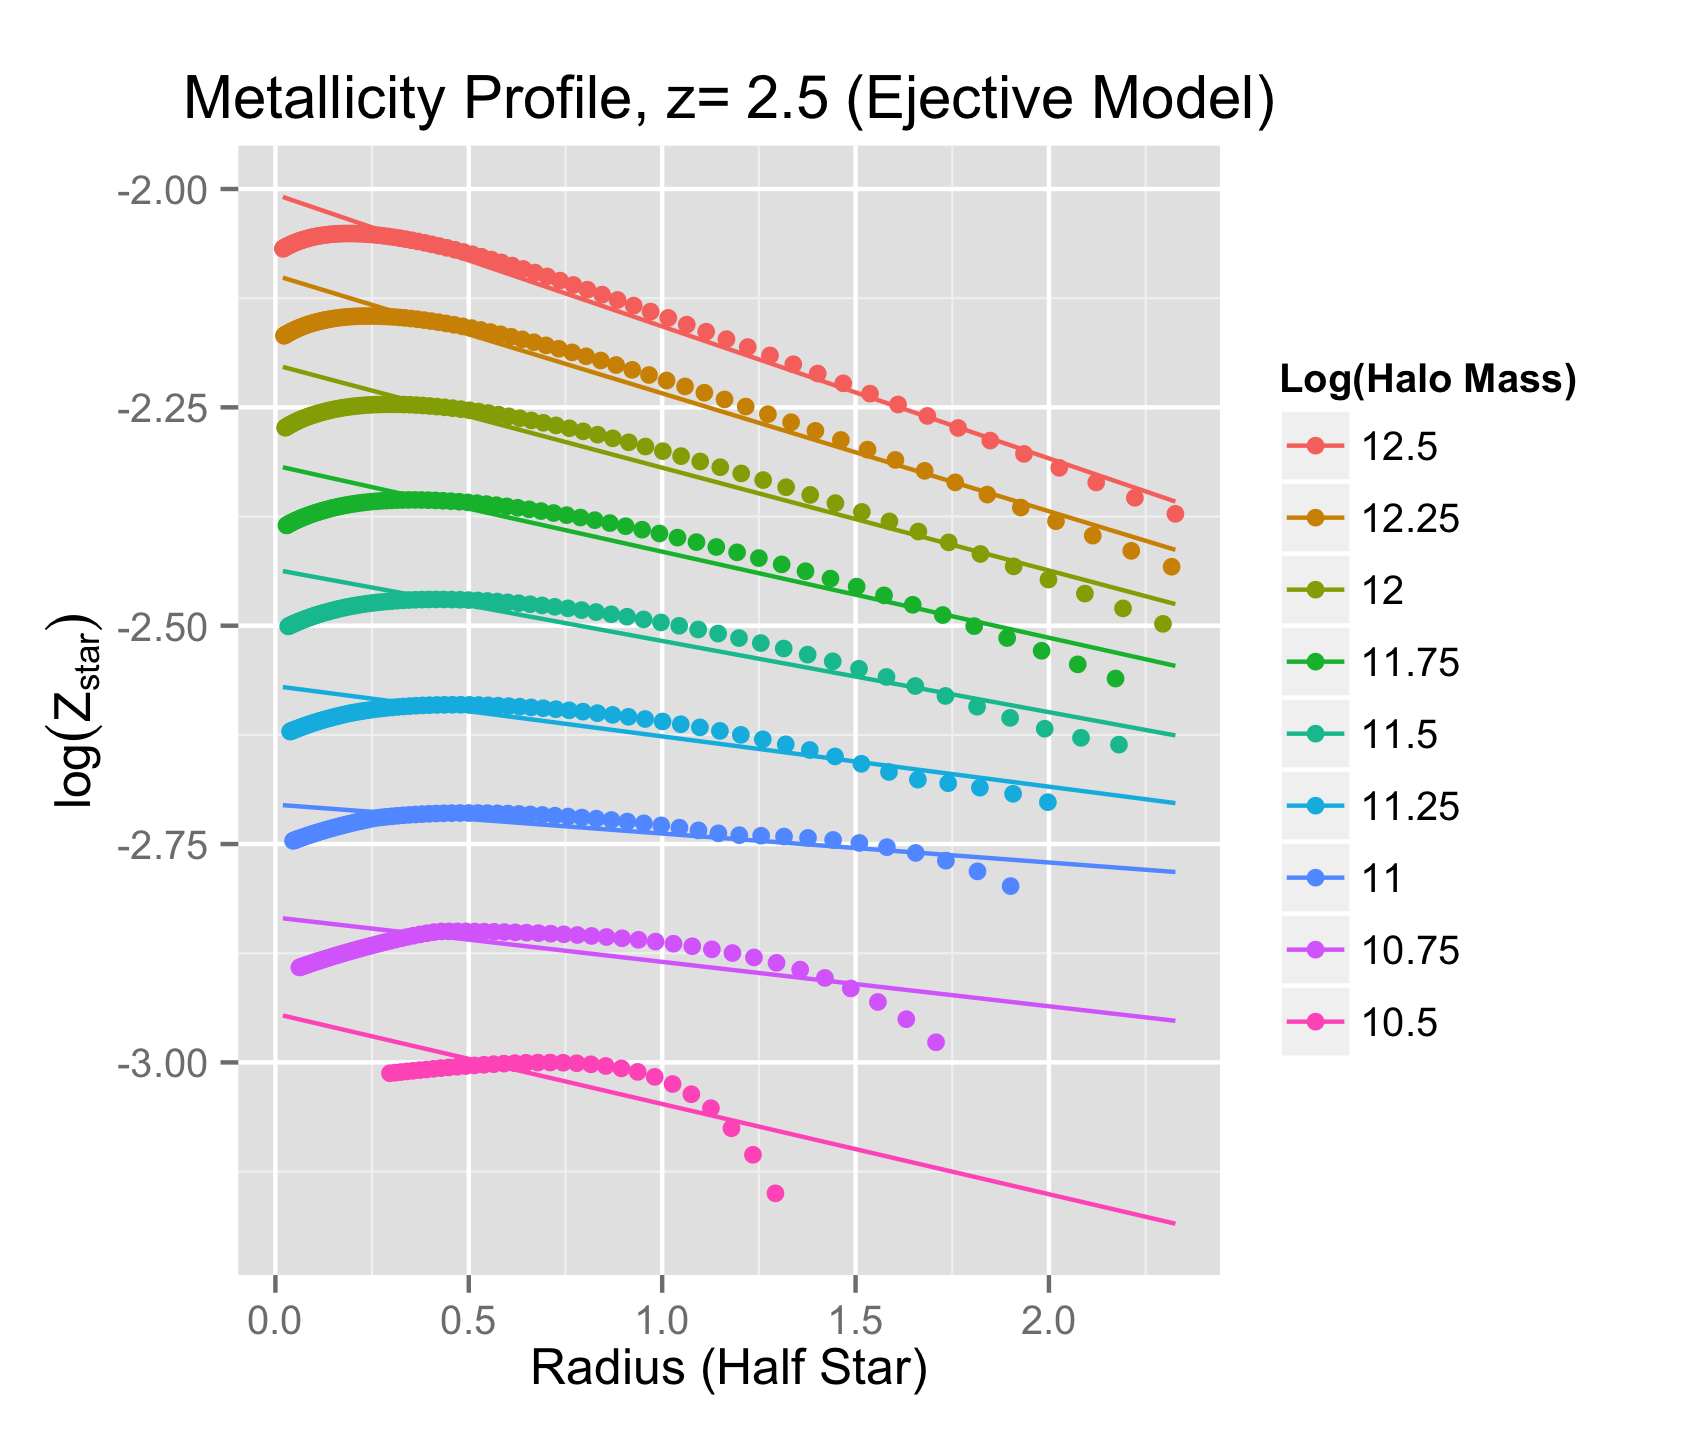 Metallicity Profile, z= 2.5 (Ejective Model)
-2.00
-2.25
-2.50
-2.75
-3.00
log(Zstar)
0.0 0.5 1.0 1.5 2.0
Radius (Half Star)
Log(Halo Mass)
12.5
12.25
12
11.75
11.5
11.25
11
10.75
10.5